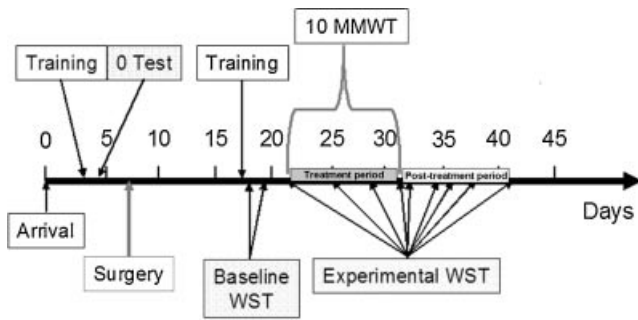 10 MMWT
Training 0 Test
Training
0 5 10 15 20 25 30 35 40 45
Treatment period Post-treatment period
Days
Arrival
Surgery
Baseline
WST
Experimental WST